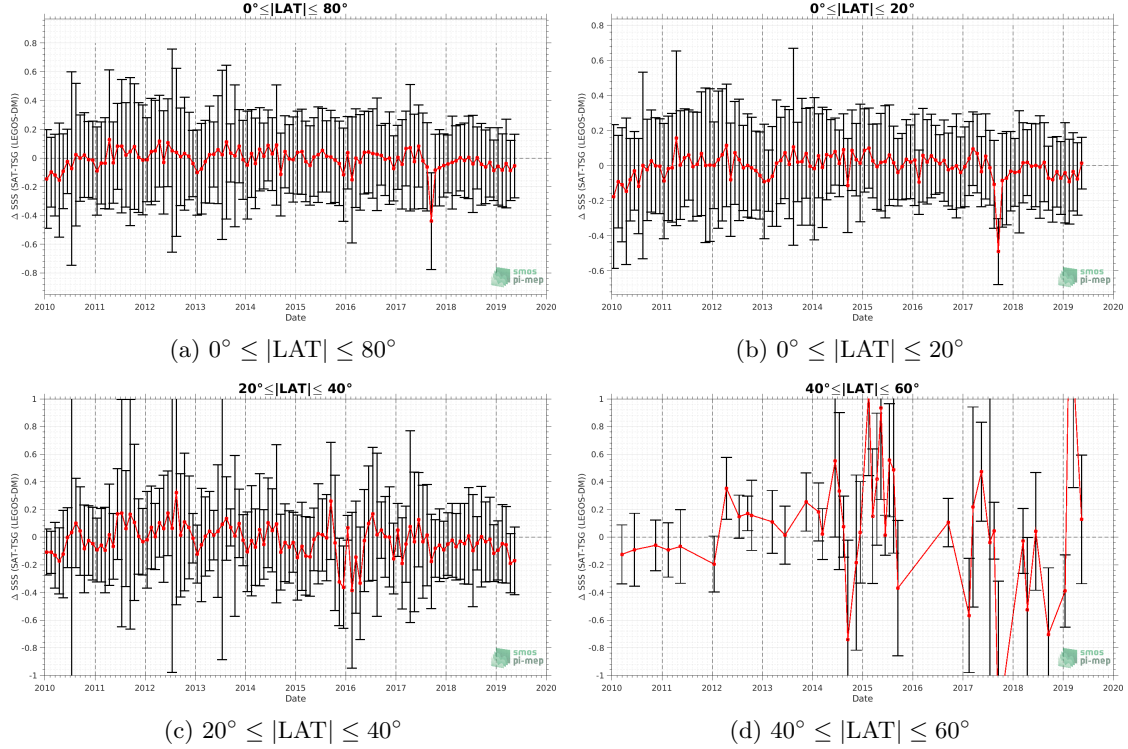 0°≤|LAT|≤ 80°
Δ SSS (SAT-TSG (LEGOS-DM))
0.8
0.6
0.4
0.2
0
-0.2
-0.4
-0.6
-0.8
2010 2011 2012 2013 2014 2015 2016 2017 2018 2019 2020
Date
smos
pi-mep
(a) 0° ≤ |LAT| ≤ 80°
0°≤|LAT|≤ 20°
Δ SSS (SAT-TSG (LEGOS-DM))
0.8
0.6
0.4
0.2
0
-0.2
-0.4
-0.6
2010 2011 2012 2013 2014 2015 2016 2017 2018 2019 2020
Date
smos
pi-mep
(b) 0° ≤ |LAT| ≤ 20°
20°≤|LAT|≤ 40°
Δ SSS (SAT-TSG (LEGOS-DM))
1
0.8
0.6
0.4
0.2
0
-0.2
-0.4
-0.6
-0.8
-1
2010 2011 2012 2013 2014 2015 2016 2017 2018 2019 2020
Date
smos
pi-mep
(c) 20° ≤ |LAT| ≤ 40°
40°≤|LAT|≤ 60°
Δ SSS (SAT-TSG (LEGOS-DM))
1
0.8
0.6
0.4
0.2
0
-0.2
-0.4
-0.6
-0.8
-1
2010 2011 2012 2013 2014 2015 2016 2017 2018 2019 2020
Date
smos
pi-mep
(d) 40° ≤ |LAT| ≤ 60°